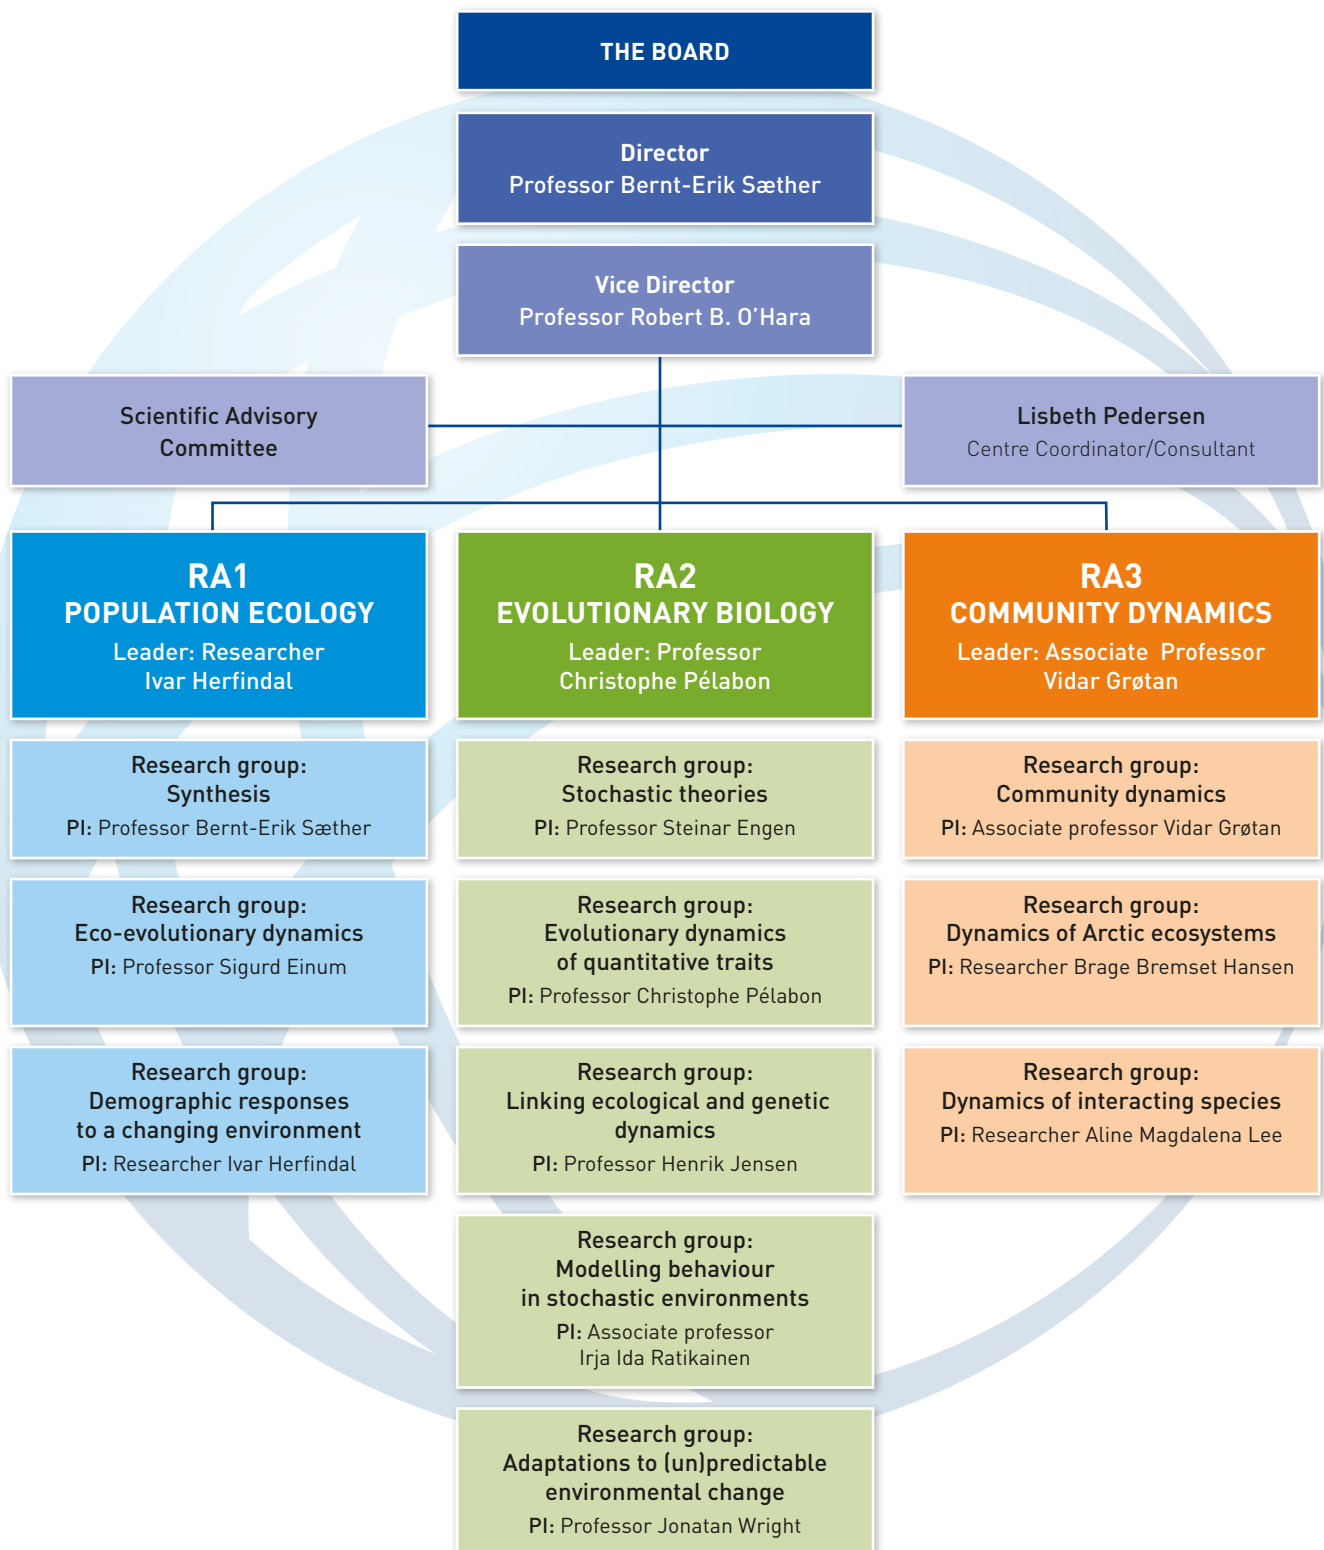 THE BOARD
Director
Professor Bernt-Erik Sæther
Vice Director
Professor Robert B. O’Hara
Scientific Advisory
Committee
Lisbeth Pedersen
Centre Coordinator/Consultant
RA1
POPULATION ECOLOGY
Leader: Researcher
Ivar Herfindal
Research group:
Synthesis
PI: Professor Bernt-Erik Sæther
Research group:
Eco-evolutionary dynamics
PI: Professor Sigurd Einum
Research group:
Demographic responses
to a changing environment
PI: Researcher Ivar Herfindal
RA2
EVOLUTIONARY BIOLOGY
Leader: Professor
Christophe Pélabon
Research group:
Stochastic theories
PI: Professor Steinar Engen
Research group:
Evolutionary dynamics
of quantitative traits
PI: Professor Christophe Pélabon
Research group:
Linking ecological and genetic
dynamics
PI: Professor Henrik Jensen
Research group:
Modelling behaviour
in stochastic environments
PI: Associate professor
Irja Ida Ratikainen
Research group:
Adaptations to (un)predictable
environmental change
PI: Professor Jonatan Wright
RA3
COMMUNITY DYNAMICS
Leader: Associate Professor
Vidar Grøtan
Research group:
Community dynamics
PI: Associate professor Vidar Grøtan
Research group:
Dynamics of Arctic ecosystems
PI: Researcher Brage Bremset Hansen
Research group:
Dynamics of interacting species
PI: Researcher Aline Magdalena Lee